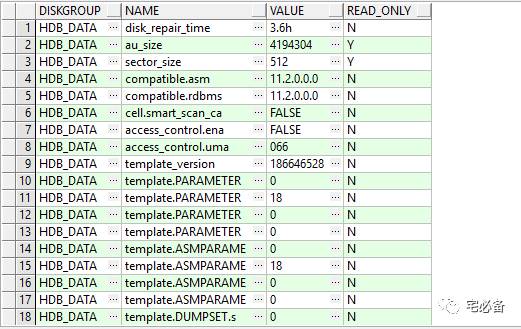 DISKGROUP NAME VALUE READ_ONLY
1 HDB_DATA ··· disk_repair_time ··· 3.6h ··· N
2 HDB_DATA ··· au_size ··· 4194304 ··· Y
3 HDB_DATA ··· sector_size ··· 512 ··· Y
4 HDB_DATA ··· compatible.asm ··· 11.2.0.0.0 ··· N
5 HDB_DATA ··· compatible.rdbms ··· 11.2.0.0.0 ··· N
6 HDB_DATA ··· cell.smart_scan_ca ··· FALSE ··· N
7 HDB_DATA ··· access_control.ena ··· FALSE ··· N
8 HDB_DATA ··· access_control.uma ··· 066 ··· N
9 HDB_DATA ··· template_version ··· 186646528 ··· N
10 HDB_DATA ··· template.PARAMETER ··· 0 ··· N
11 HDB_DATA ··· template.PARAMETER ··· 18 ··· N
12 HDB_DATA ··· template.PARAMETER ··· 0 ··· N
13 HDB_DATA ··· template.PARAMETER ··· 0 ··· N
14 HDB_DATA ··· template.ASMPARAME ··· 0 ··· N
15 HDB_DATA ··· template.ASMPARAME ··· 18 ··· N
16 HDB_DATA ··· template.ASMPARAME ··· 0 ··· N
17 HDB_DATA ··· template.ASMPARAME ··· 0 ··· N
18 HDB_DATA ··· template.DUMPSET.s ··· 0 ··· N
宅必备